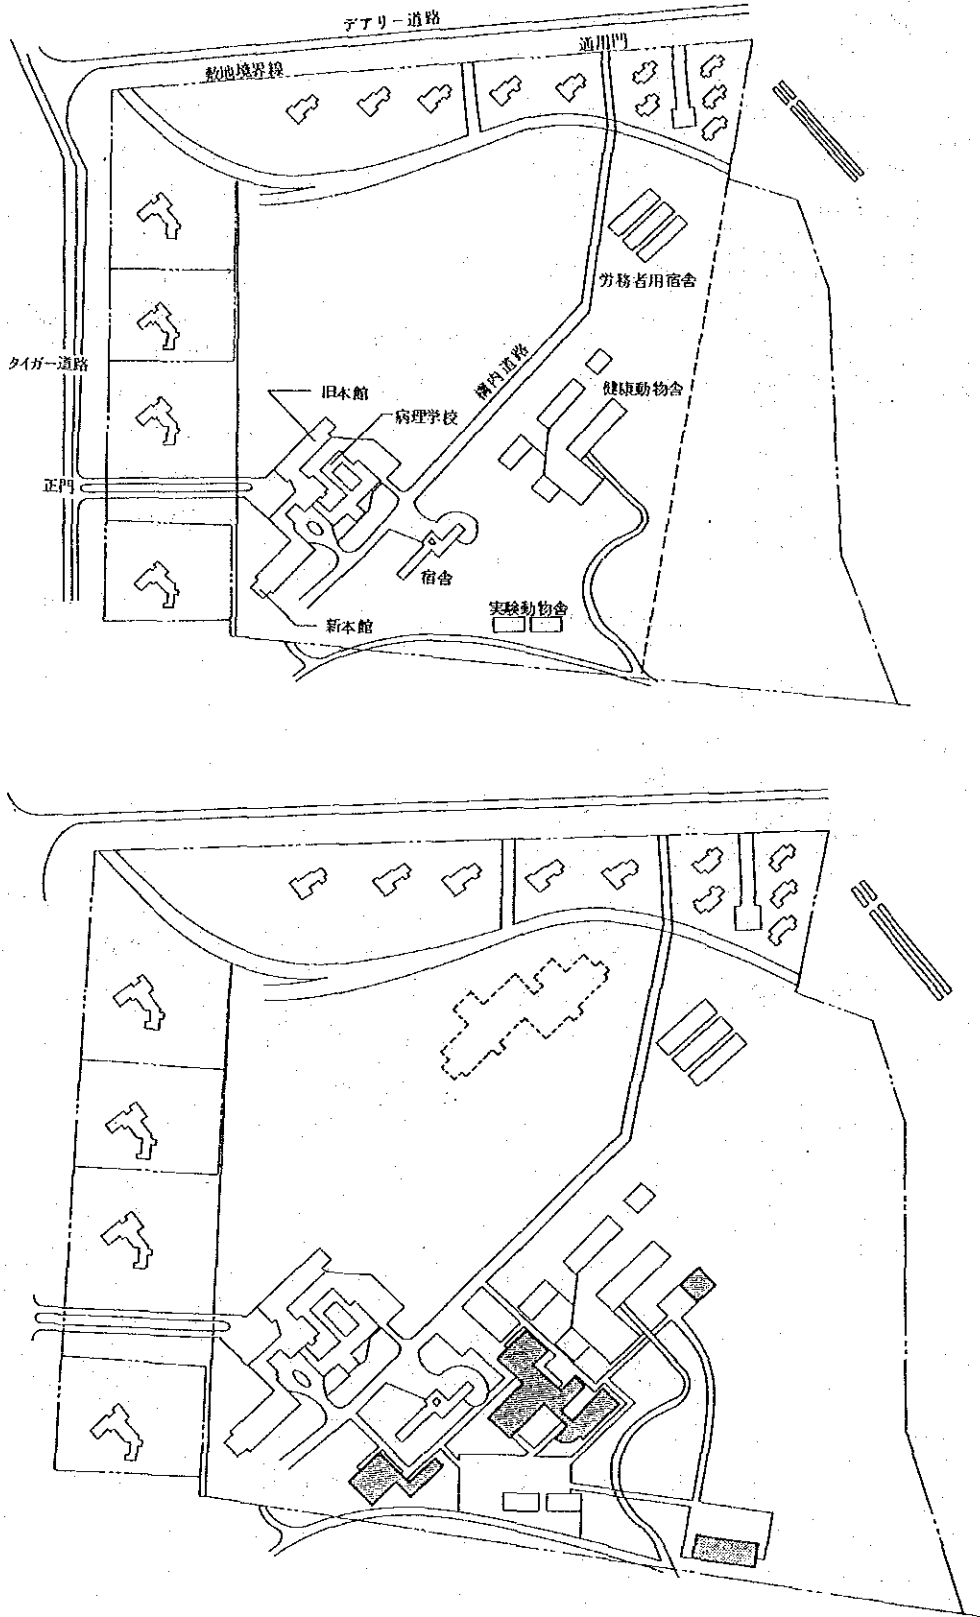 デアリー道路
通用門
敷地境界線
労務者用宿舎
タイガー道路
構内道路
健康動物舎
旧本館
病理学校
正門
宿舎
実験動物舎
新本館